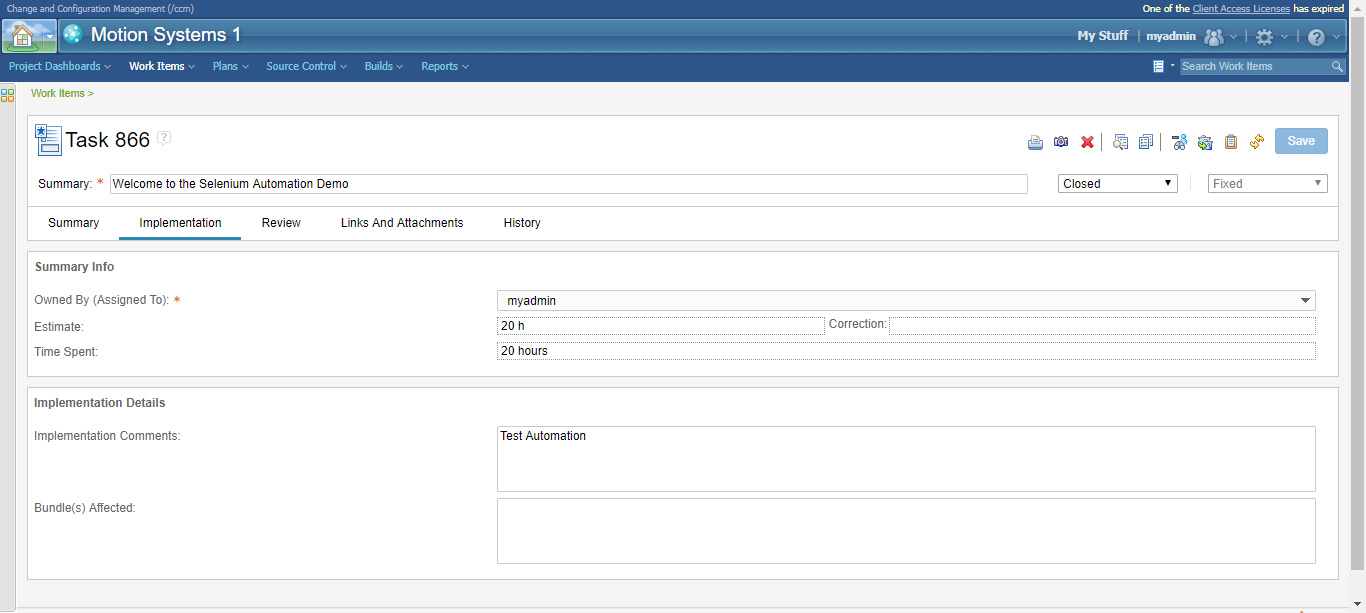 Change and Configuration Management (/ccm)
One of the Client Access Licenses has expired
Motion Systems 1
My Stuff | myadmin
Project Dashboards Work Items Plans Source Control Builds Reports
Search Work Items
Work Items >
Task 866 ?
Save
Summary: * Welcome to the Selenium Automation Demo Closed Fixed
Summary Implementation Review Links And Attachments History
Summary Info
Owned By (Assigned To): * myadmin
Estimate: 20 h Correction:
Time Spent: 20 hours
Implementation Details
Implementation Comments: Test Automation
Bundle(s) Affected: